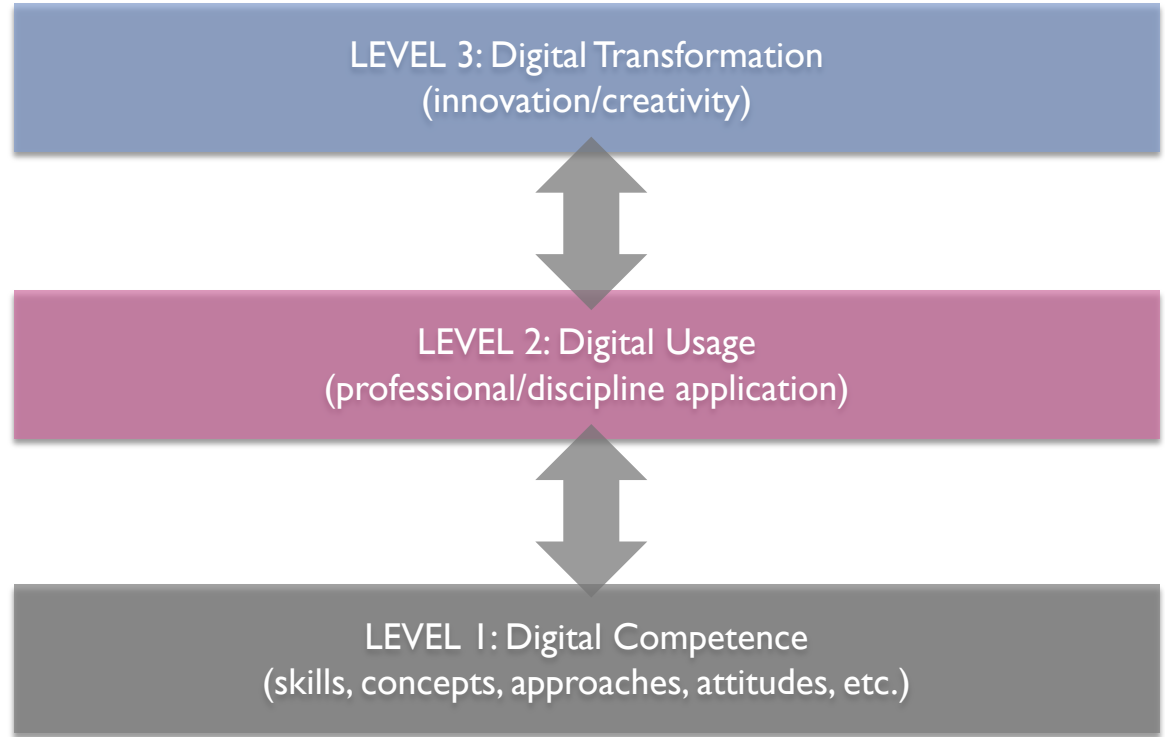 LEVEL 3: Digital Transformation
(innovation/creativity)
LEVEL 2: Digital Usage
(professional/discipline application)
LEVEL 1: Digital Competence
(skills, concepts, approaches, attitudes, etc.)